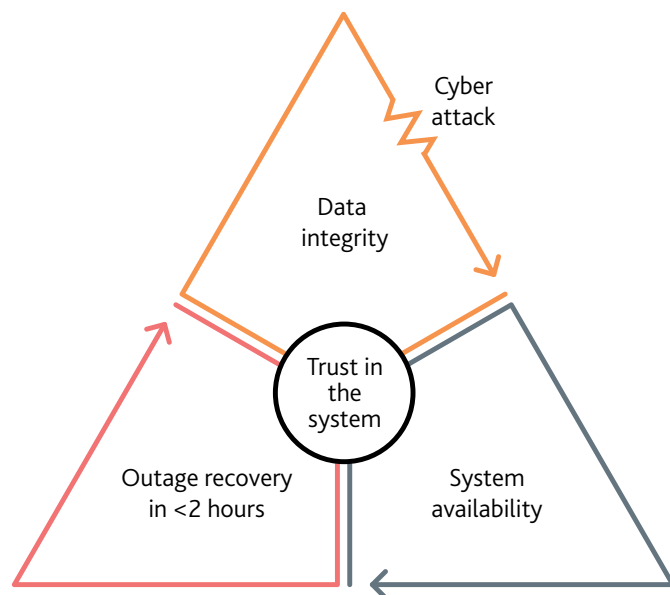 Cyber
attack
Data
integrity
Trust in
the
system
Outage recovery
in <2 hours
System
availability